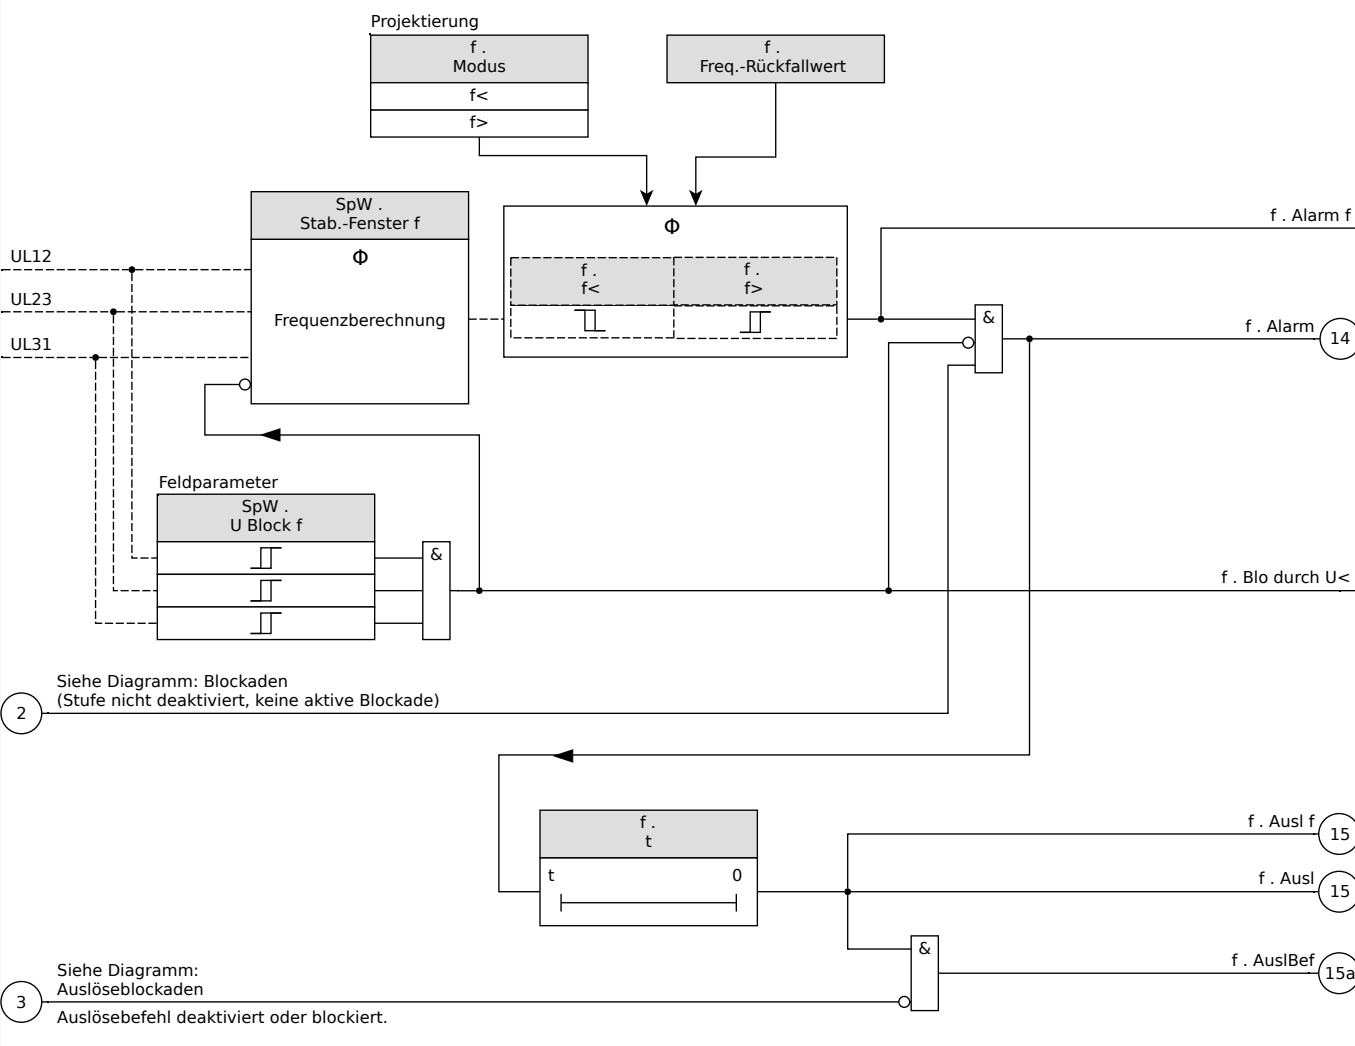 Projektierung
f .
Modus
f<
f>
f .
Freq.-Rückfallwert
SpW .
Stab.-Fenster f
Φ
Frequenzberechnung
UL12
UL23
UL31
Φ
f .
f<
f .
f>
f . Alarm f
&
f . Alarm
14
Feldparameter
SpW .
U Block f
&
f . Blo durch U<
Siehe Diagramm: Blockaden
(Stufe nicht deaktiviert, keine aktive Blockade)
2
f .
t
t
0
f . Ausl f
15
f . Ausl
15
&
f . AuslBef
15a
Siehe Diagramm:
Auslöseblockaden
3
Auslösebefehl deaktiviert oder blockiert.